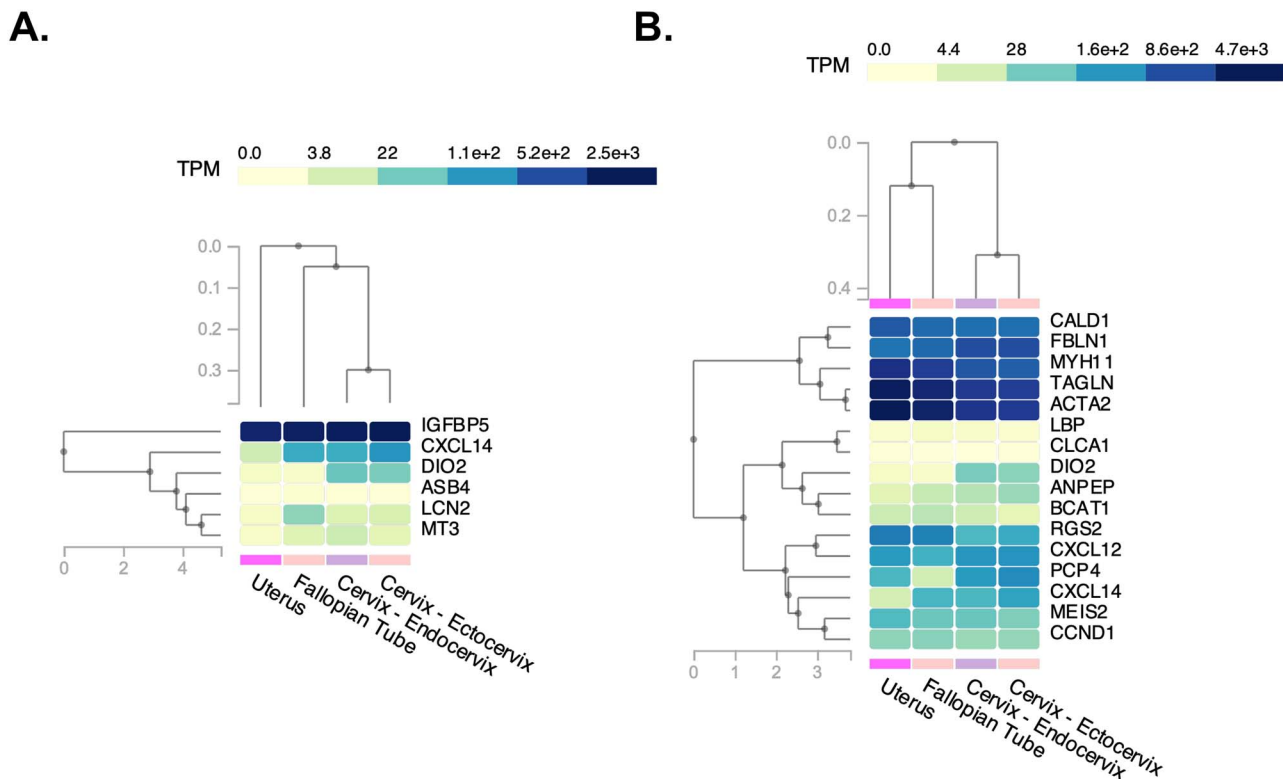 A.
TPM
0.0 3.8 22 1.1e+2 5.2e+2 2.5e+3
0.0
0.1
0.2
0.3
IGFBP5
CXCL14
DIO2
ASB4
LCN2
MT3
0 2 4
Uterus
Fallopian Tube
Cervix - Endocervix
Cervix - Ectocervix
B.
TPM
0.0 4.4 28 1.6e+2 8.6e+2 4.7e+3
0.0
0.2
0.4
CALD1
FBLN1
MYH11
TAGLN
ACTA2
LBP
CLCA1
DIO2
ANPEP
BCAT1
RGS2
CXCL12
PCP4
CXCL14
MEIS2
CCND1
0 1 2 3
Uterus
Fallopian Tube
Cervix - Endocervix
Cervix - Ectocervix